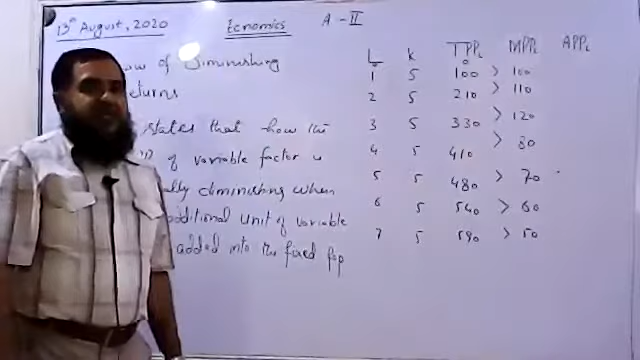 13th August, 2020 Economics A-II
Law of Diminishing
Returns
states that how the
of variable factor is
diminishing when
additional unit of variable
added into the fixed fop
L K TPPL MPPL APPL
0
1 5 100 > 100
2 5 210 > 110
3 5 330 > 120
4 5 410 > 80
5 5 480 > 70
6 5 540 > 60
7 5 590 > 50